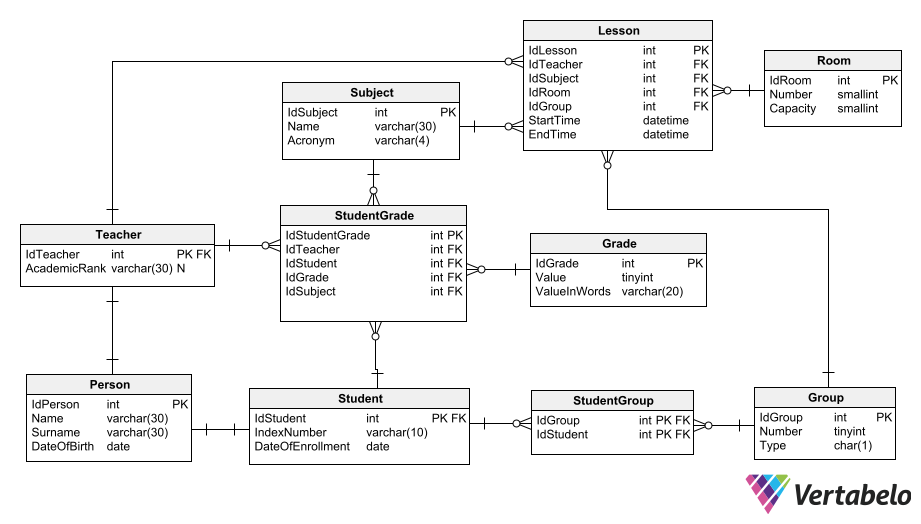 Lesson
IdLesson int PK
IdTeacher int FK
IdSubject int FK
IdRoom int FK
IdGroup int FK
StartTime datetime
EndTime datetime
Room
IdRoom int PK
Number smallint
Capacity smallint
Subject
IdSubject int PK
Name varchar(30)
Acronym varchar(4)
Teacher
IdTeacher int PK FK
AcademicRank varchar(30) N
StudentGrade
IdStudentGrade int PK
IdTeacher int FK
IdStudent int FK
IdGrade int FK
IdSubject int FK
Grade
IdGrade int PK
Value tinyint
ValueInWords varchar(20)
Person
IdPerson int PK
Name varchar(30)
Surname varchar(30)
DateOfBirth date
Student
IdStudent int PK FK
IndexNumber varchar(10)
DateOfEnrollment date
StudentGroup
IdGroup int PK FK
IdStudent int PK FK
Group
IdGroup int PK
Number tinyint
Type char(1)
Vertabelo